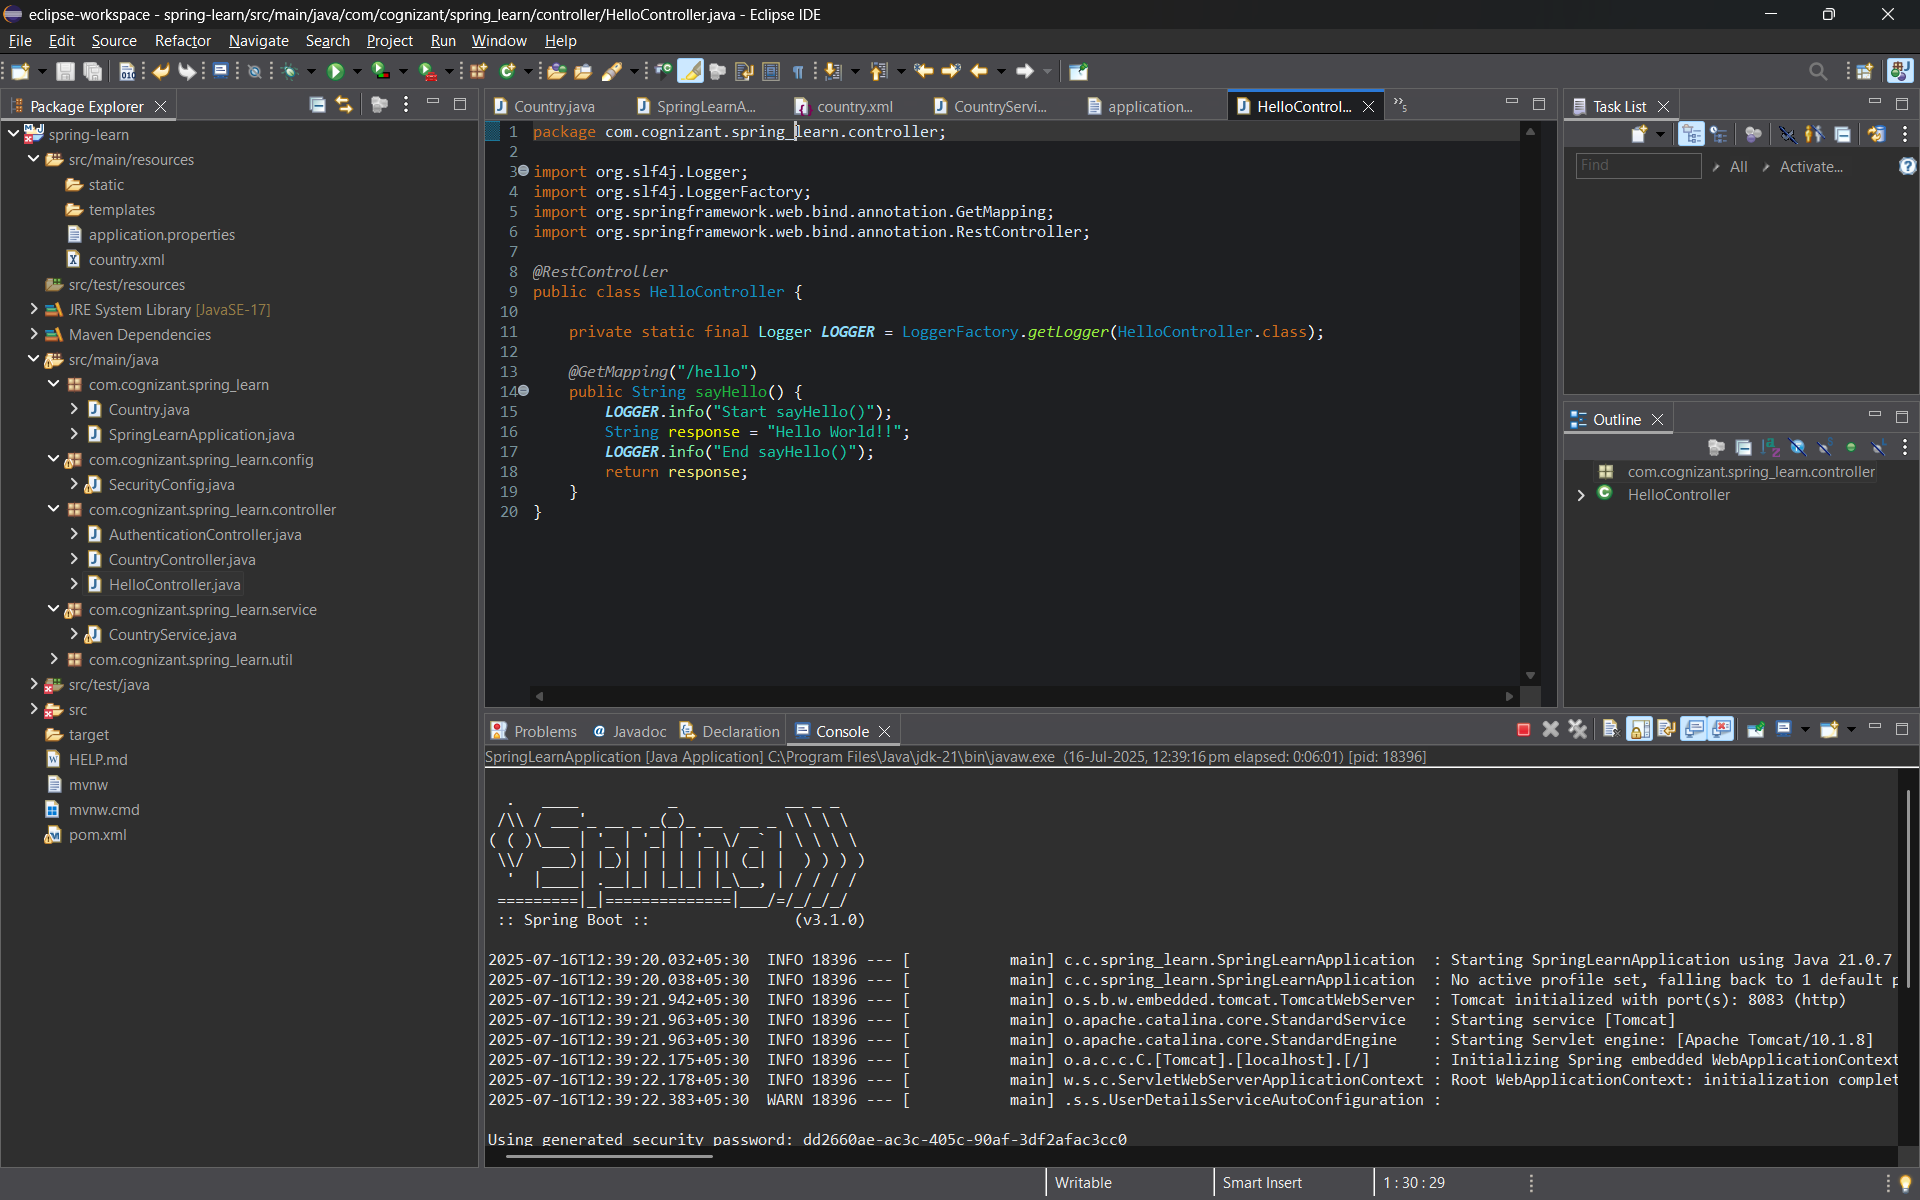 eclipse-workspace - spring-learn/src/main/java/com/cognizant/spring_learn/controller/HelloController.java - Eclipse IDE
File Edit Source Refactor Navigate Search Project Run Window Help
Package Explorer
spring-learn
src/main/resources
static
templates
application.properties
country.xml
src/test/resources
JRE System Library [JavaSE-17]
Maven Dependencies
src/main/java
com.cognizant.spring_learn
Country.java
SpringLearnApplication.java
com.cognizant.spring_learn.config
SecurityConfig.java
com.cognizant.spring_learn.controller
AuthenticationController.java
CountryController.java
HelloController.java
com.cognizant.spring_learn.service
CountryService.java
com.cognizant.spring_learn.util
src/test/java
src
target
HELP.md
mvnw
mvnw.cmd
pom.xml
Country.java SpringLearnA... country.xml CountryServi... application... HelloControl... »5
1 package com.cognizant.spring_learn.controller;
2
3 import org.slf4j.Logger;
4 import org.slf4j.LoggerFactory;
5 import org.springframework.web.bind.annotation.GetMapping;
6 import org.springframework.web.bind.annotation.RestController;
7
8 @RestController
9 public class HelloController {
10
11 private static final Logger LOGGER = LoggerFactory.getLogger(HelloController.class);
12
13 @GetMapping("/hello")
14 public String sayHello() {
15 LOGGER.info("Start sayHello()");
16 String response = "Hello World!!";
17 LOGGER.info("End sayHello()");
18 return response;
19 }
20 }
Task List
Find All Activate...
Outline
com.cognizant.spring_learn.controller
HelloController
Problems Javadoc Declaration Console
SpringLearnApplication [Java Application] C:\Program Files\Java\jdk-21\bin\javaw.exe (16-Jul-2025, 12:39:16 pm elapsed: 0:06:01) [pid: 18396]
Spring
:: Spring Boot :: (v3.1.0)
2025-07-16T12:39:20.032+05:30 INFO 18396 --- [ main] c.c.spring_learn.SpringLearnApplication : Starting SpringLearnApplication using Java 21.0.7
2025-07-16T12:39:20.038+05:30 INFO 18396 --- [ main] c.c.spring_learn.SpringLearnApplication : No active profile set, falling back to 1 default
2025-07-16T12:39:21.942+05:30 INFO 18396 --- [ main] o.s.b.w.embedded.tomcat.TomcatWebServer : Tomcat initialized with port(s): 8083 (http)
2025-07-16T12:39:21.963+05:30 INFO 18396 --- [ main] o.apache.catalina.core.StandardService : Starting service [Tomcat]
2025-07-16T12:39:21.963+05:30 INFO 18396 --- [ main] o.apache.catalina.core.StandardEngine : Starting Servlet engine: [Apache Tomcat/10.1.8]
2025-07-16T12:39:22.175+05:30 INFO 18396 --- [ main] o.a.c.c.C.[Tomcat].[localhost].[/] : Initializing Spring embedded WebApplicationContext
2025-07-16T12:39:22.178+05:30 INFO 18396 --- [ main] w.s.c.ServletWebServerApplicationContext : Root WebApplicationContext: initialization complet
2025-07-16T12:39:22.383+05:30 WARN 18396 --- [ main] .s.s.UserDetailsServiceAutoConfiguration :
Using generated security password: dd2660ae-ac3c-405c-90af-3df2afac3cc0
Writable Smart Insert 1 : 30 : 29